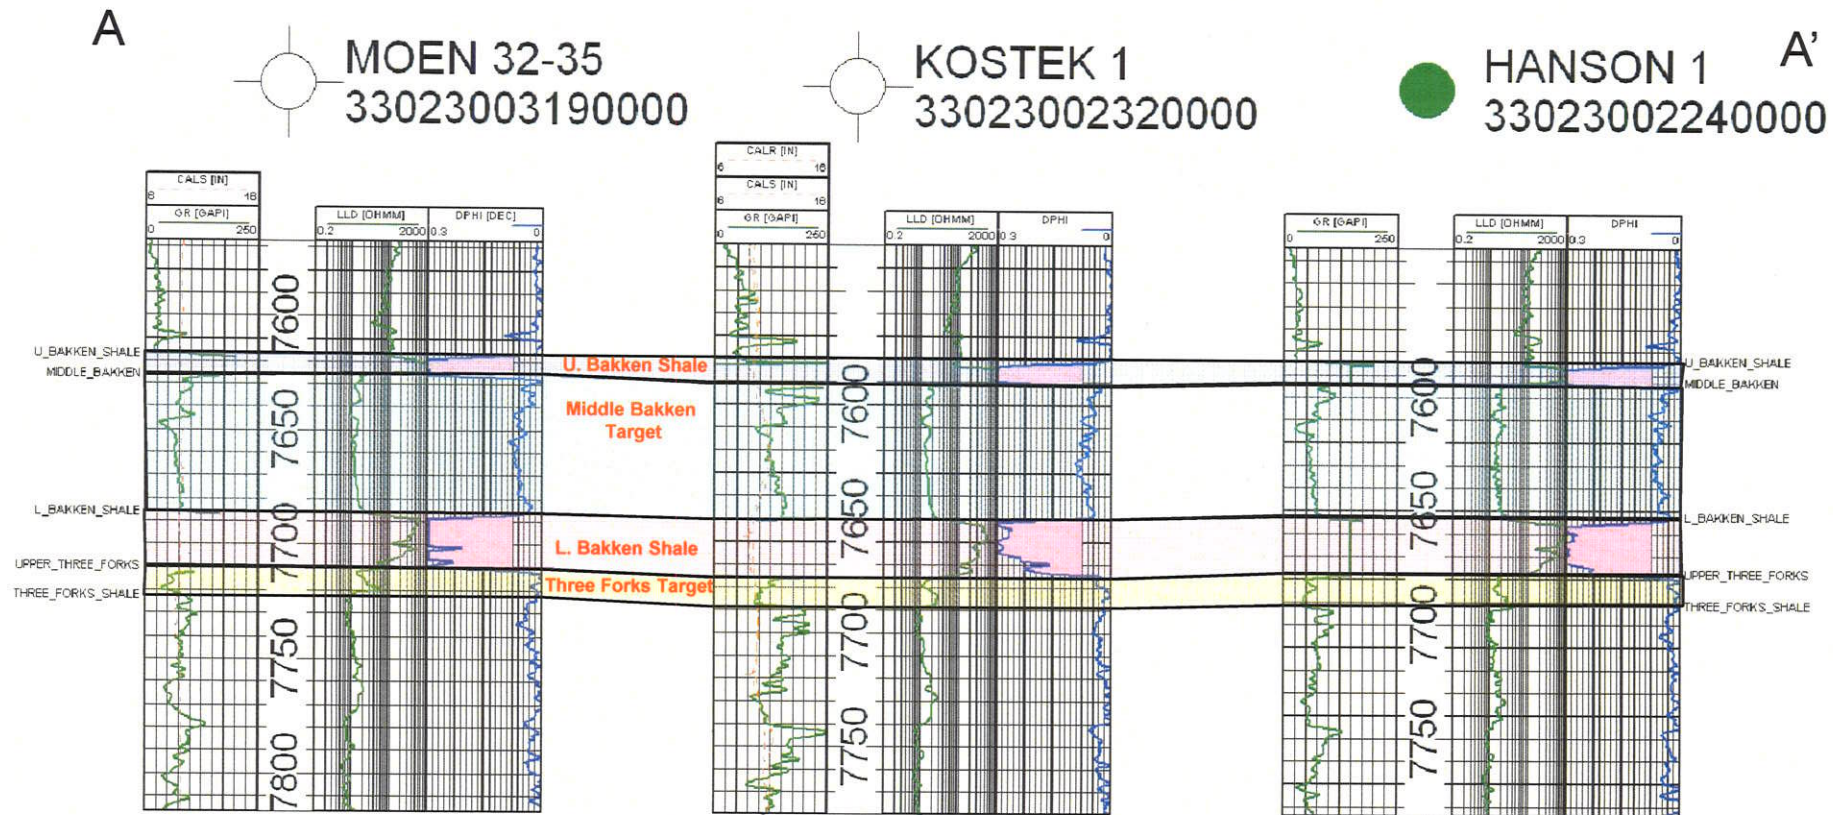 A
MOEN 32-35
33023003190000
KOSTEK 1
33023002320000
HANSON 1
33023002240000
A'
CALS [IN]
6 16
GR [GAPI]
0 250
LLD [OHMM]
0.2 2000
DPHI [DEC]
0.3 0
CALR [IN]
6 16
CALS [IN]
6 16
GR [GAPI]
0 250
LLD [OHMM]
0.2 2000
DPHI
0.3 0
GR [GAPI]
0 250
LLD [OHMM]
0.2 2000
DPHI
0.3 0
U_BAKKEN_SHALE
MIDDLE_BAKKEN
L_BAKKEN_SHALE
UPPER_THREE_FORKS
THREE_FORKS_SHALE
7600
7650
7700
7750
7800
U. Bakken Shale
Middle Bakken
Target
L. Bakken Shale
Three Forks Target
7600
7650
7700
7750
7600
7650
7700
7750
U_BAKKEN_SHALE
MIDDLE_BAKKEN
L_BAKKEN_SHALE
UPPER_THREE_FORKS
THREE_FORKS_SHALE